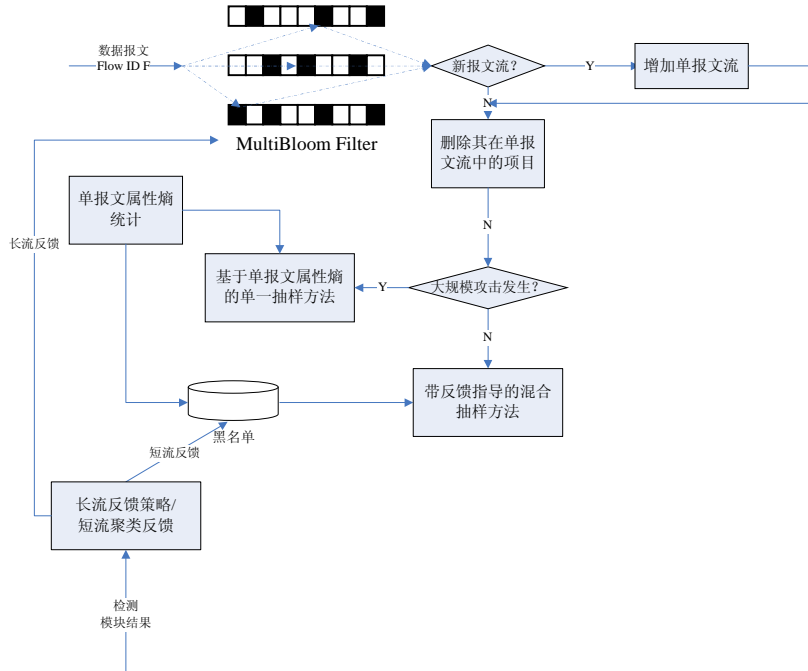 数据报文
Flow ID F
新报文流？
Y
增加单报文流
N
MultiBloom Filter
删除其在单报
文流中的项目
单报文属性熵
统计
N
长流反馈
基于单报文属性熵
的单一抽样方法
Y
大规模攻击发生？
N
带反馈指导的混合
抽样方法
黑名单
短流反馈
长流反馈策略/
短流聚类反馈
检测
模块结果